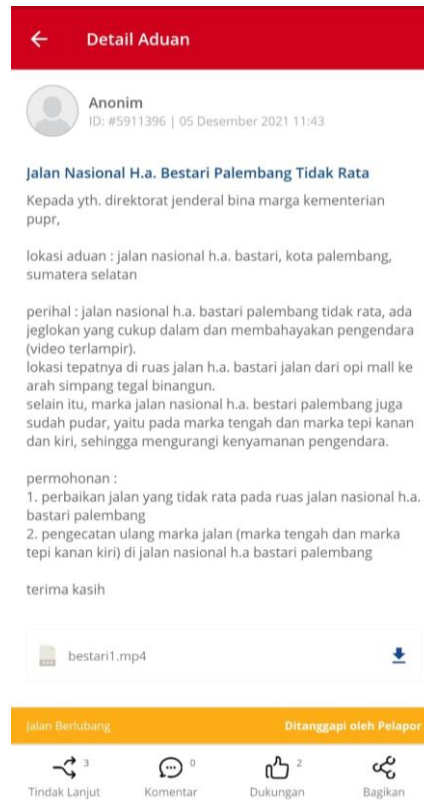 Detail Aduan
Anonim
ID: #5911396 | 05 Desember 2021 11:43
Jalan Nasional H.a. Bestari Palembang Tidak Rata
Kepada yth. direktorat jenderal bina marga kementerian
pupr,
lokasi aduan : jalan nasional h.a. bastari, kota palembang,
sumatera selatan
perihal : jalan nasional h.a. bastari palembang tidak rata, ada
jeglokan yang cukup dalam dan membahayakan pengendara
(video terlampir).
lokasi tepatnya di ruas jalan h.a. bastari jalan dari opi mall ke
arah simpang tegal binangun.
selain itu, marka jalan nasional h.a. bestari palembang juga
sudah pudar, yaitu pada marka tengah dan marka tepi kanan
dan kiri, sehingga mengurangi kenyamanan pengendara.
permohonan :
1. perbaikan jalan yang tidak rata pada ruas jalan nasional h.a.
bastari palembang
2. pengecatan ulang marka jalan (marka tengah dan marka
tepi kanan kiri) di jalan nasional h.a bastari palembang
terima kasih
bestari1.mp4
Jalan Berlubang Ditanggapi oleh Pelapor
3 0 2
Tindak Lanjut Komentar Dukungan Bagikan